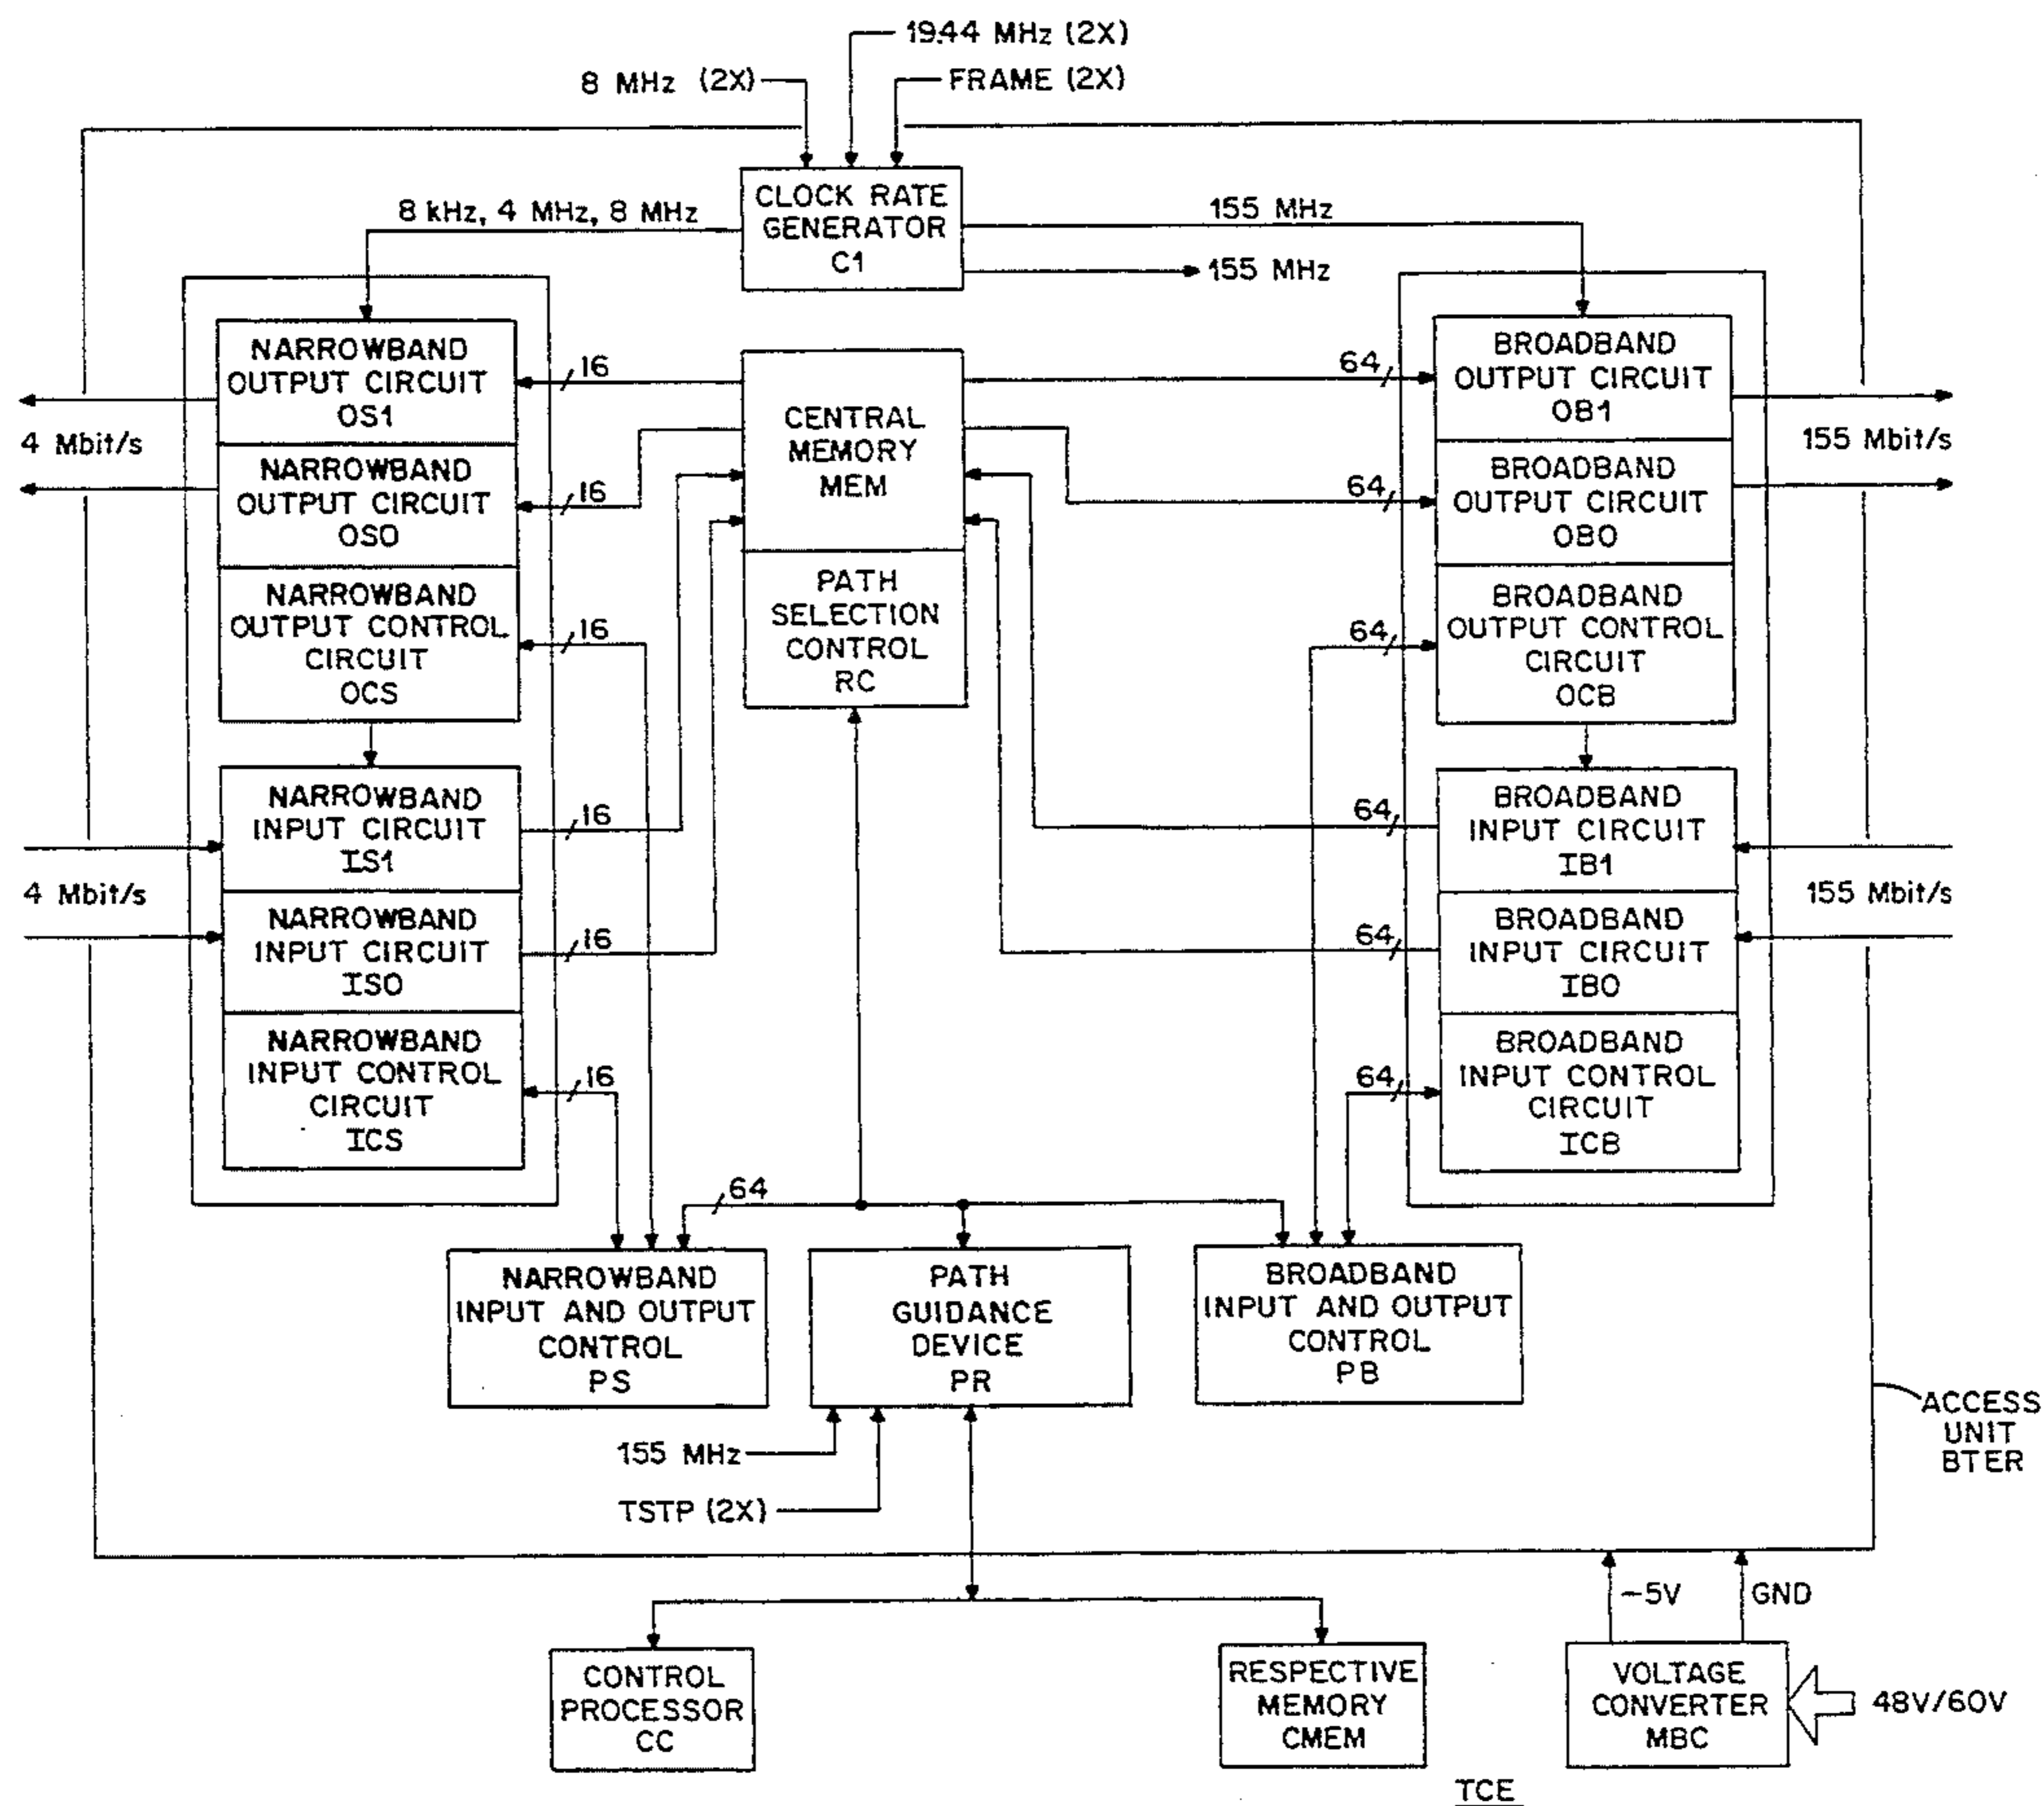 19.44 MHz (2X)
8 MHz (2X)
FRAME (2X)
CLOCK RATE
GENERATOR
C1
8 kHz, 4 MHz, 8 MHz
155 MHz
155 MHz
NARROWBAND
OUTPUT CIRCUIT
OS1
NARROWBAND
OUTPUT CIRCUIT
OS0
NARROWBAND
OUTPUT CONTROL
CIRCUIT
OCS
4 Mbit/s
16
16
16
CENTRAL
MEMORY
MEM
PATH
SELECTION
CONTROL
RC
64
64
64
BROADBAND
OUTPUT CIRCUIT
OB1
BROADBAND
OUTPUT CIRCUIT
OB0
BROADBAND
OUTPUT CONTROL
CIRCUIT
OCB
155 Mbit/s
NARROWBAND
INPUT CIRCUIT
IS1
NARROWBAND
INPUT CIRCUIT
IS0
NARROWBAND
INPUT CONTROL
CIRCUIT
ICS
4 Mbit/s
16
16
16
64
64
64
BROADBAND
INPUT CIRCUIT
IB1
BROADBAND
INPUT CIRCUIT
IB0
BROADBAND
INPUT CONTROL
CIRCUIT
ICB
155 Mbit/s
64
NARROWBAND
INPUT AND OUTPUT
CONTROL
PS
PATH
GUIDANCE
DEVICE
PR
BROADBAND
INPUT AND OUTPUT
CONTROL
PB
155 MHz
TSTP (2X)
ACCESS
UNIT
BTER
-5V
GND
CONTROL
PROCESSOR
CC
RESPECTIVE
MEMORY
CMEM
VOLTAGE
CONVERTER
MBC
48V/60V
TCE